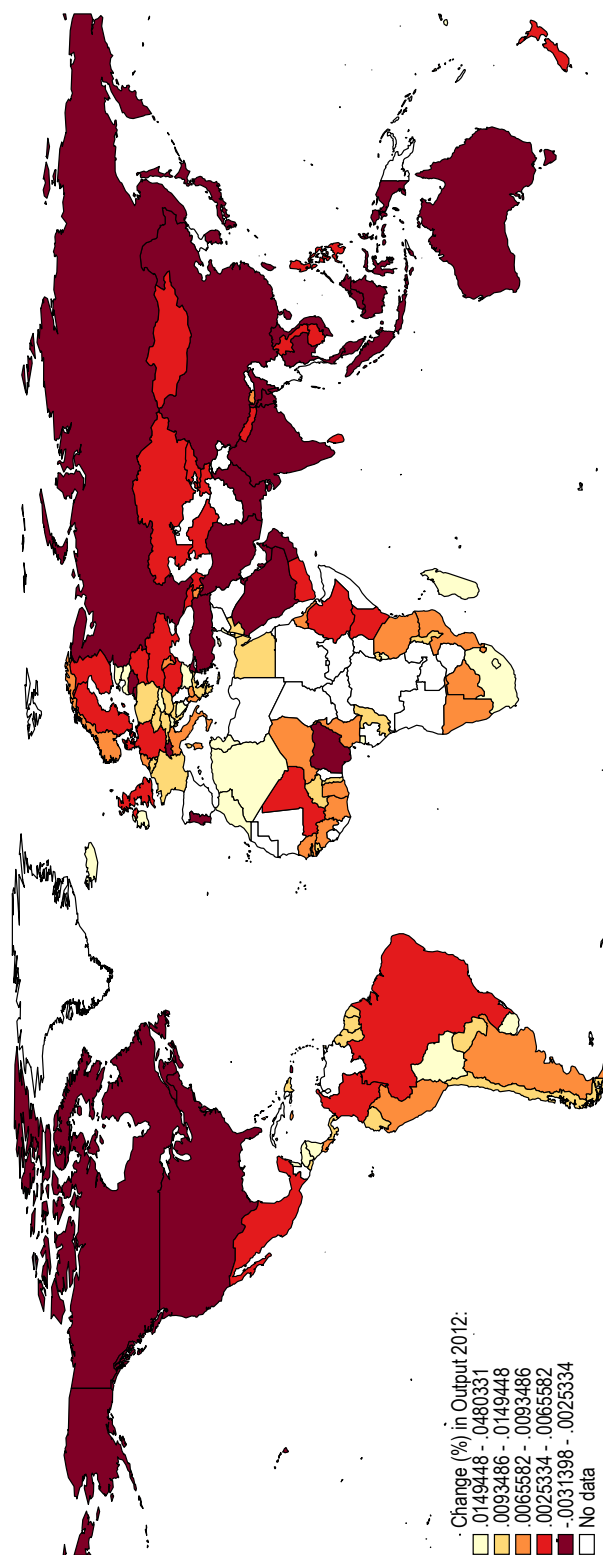 Change (%) in Output 2012:
.0149448 - .0480331
.0093486 - .0149448
.0065582 - .0093486
.0025334 - .0065582
-.0031398 - .0025334
No data